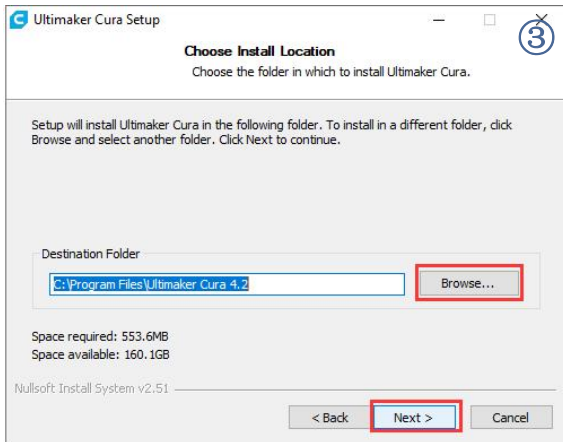 Ultimaker Cura Setup
③
Choose Install Location
Choose the folder in which to install Ultimaker Cura.
Setup will install Ultimaker Cura in the following folder. To install in a different folder, click
Browse and select another folder. Click Next to continue.
Destination Folder
C:\Program Files\Ultimaker Cura 4.2
Browse...
Space required: 553.6MB
Space available: 160.1GB
Nullsoft Install System v2.51
< Back
Next >
Cancel